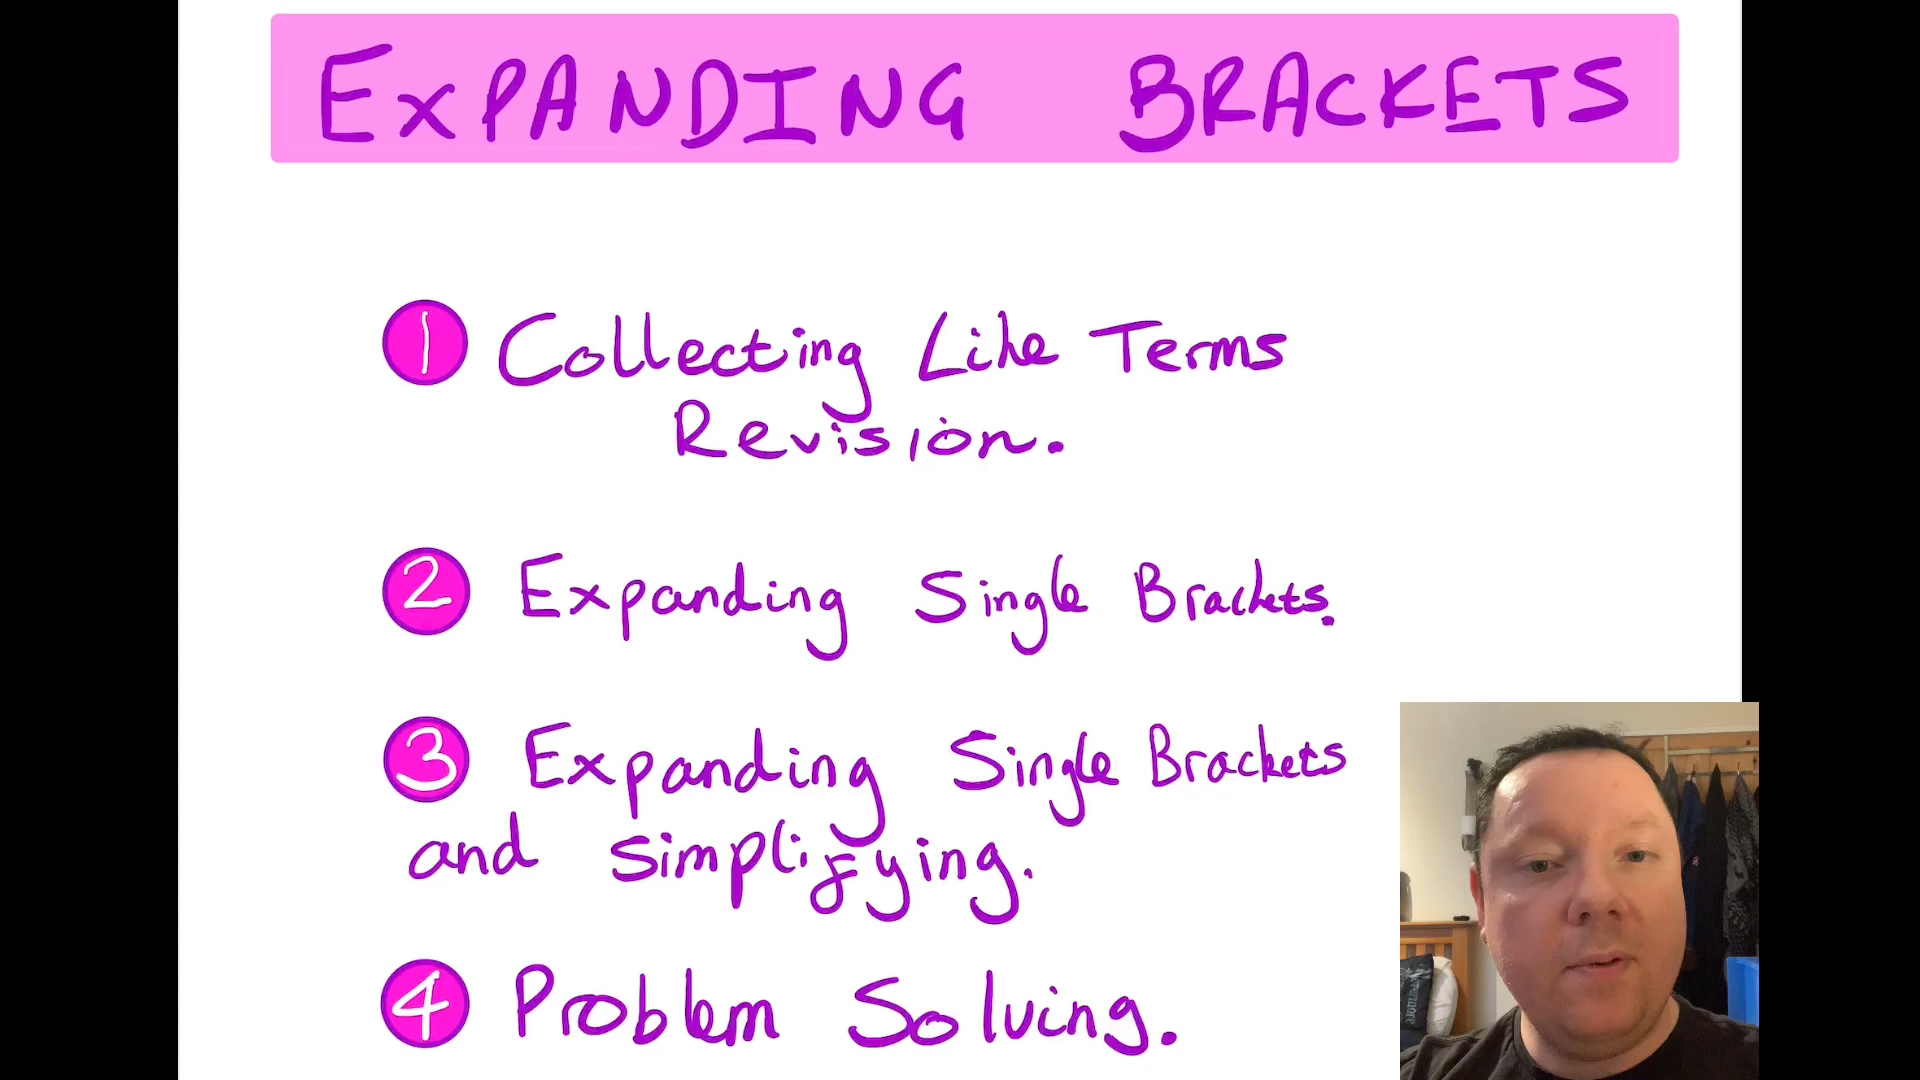 EXPANDING BRACKETS
1 Collecting Like Terms
Revision.
2 Expanding Single Brackets.
3 Expanding Single Brackets
and simplifying.
4 Problem Solving.